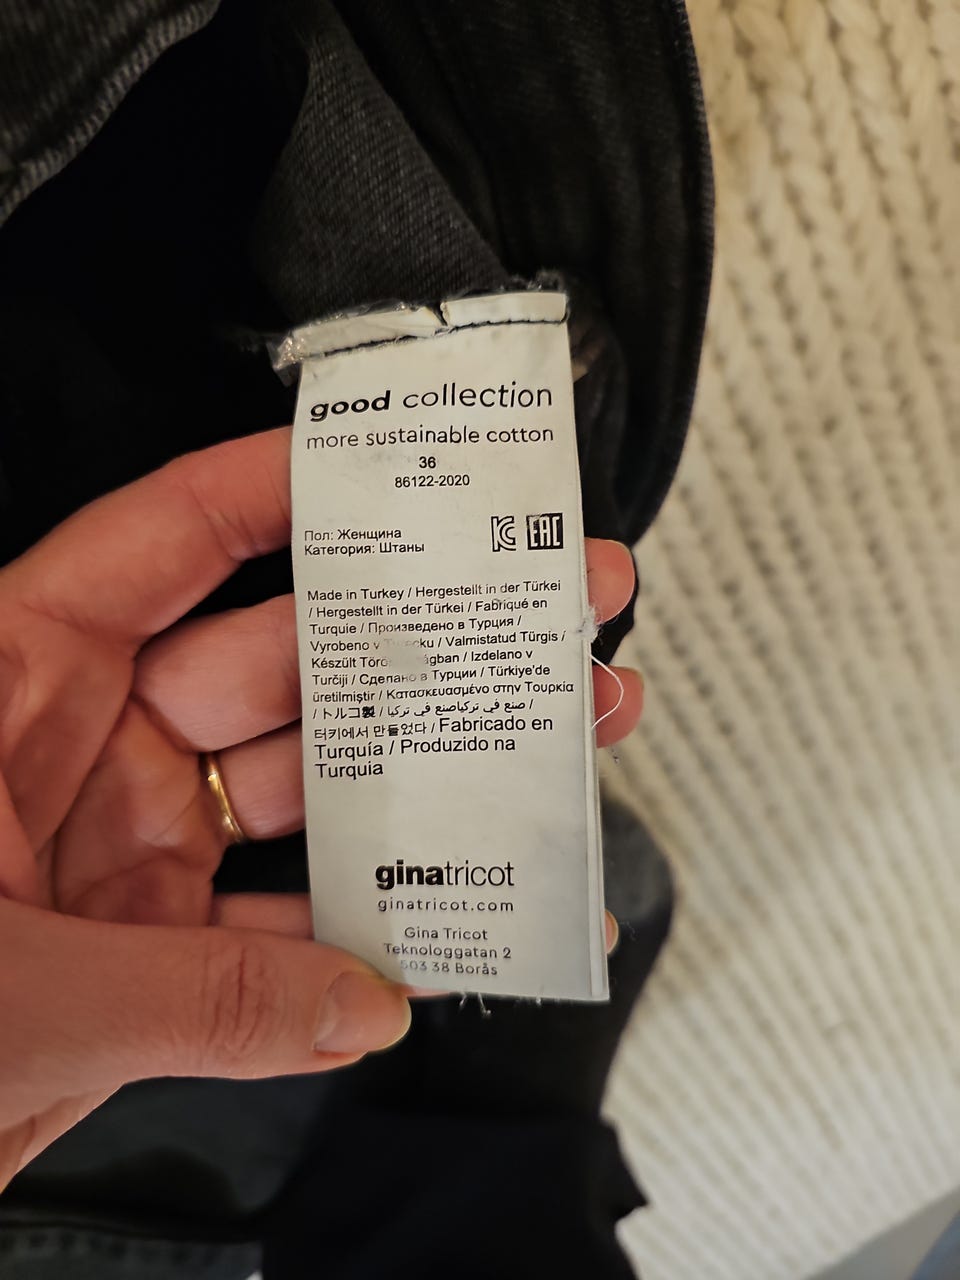 good collection
more sustainable cotton
36
86122-2020
Пол: Женщина
Категория: Штаны
EAC
Made in Turkey / Hergestellt in der Türkei
/ Hergestellt in der Türkei / Fabriqué en
Turquie / Произведено в Турция /
Vyrobeno v / Valmistatud Türgis /
Készült / Izdelano v
Turčiji / Сделано в Турции / Türkiye'de
üretilmiştir / Κατασκευασμένο στην Τουρκία
/ トルコ製 / صنع في تركياصنع في تركيا /
터키에서 만들었다 / Fabricado en
Turquía / Produzido na
Turquia
ginatricot
ginatricot.com
Gina Tricot
Teknologgatan 2
503 38 Borås